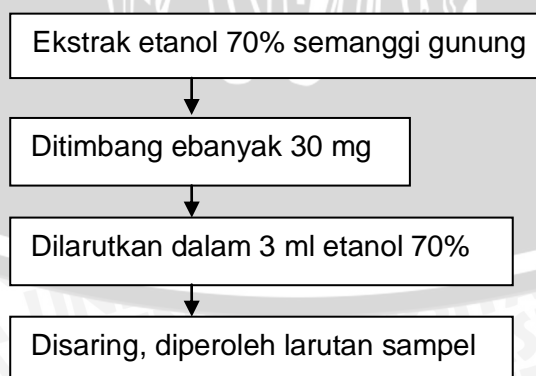 Ekstrak etanol 70% semanggi gunung
Ditimbang ebanyak 30 mg
Dilarutkan dalam 3 ml etanol 70%
Disaring, diperoleh larutan sampel